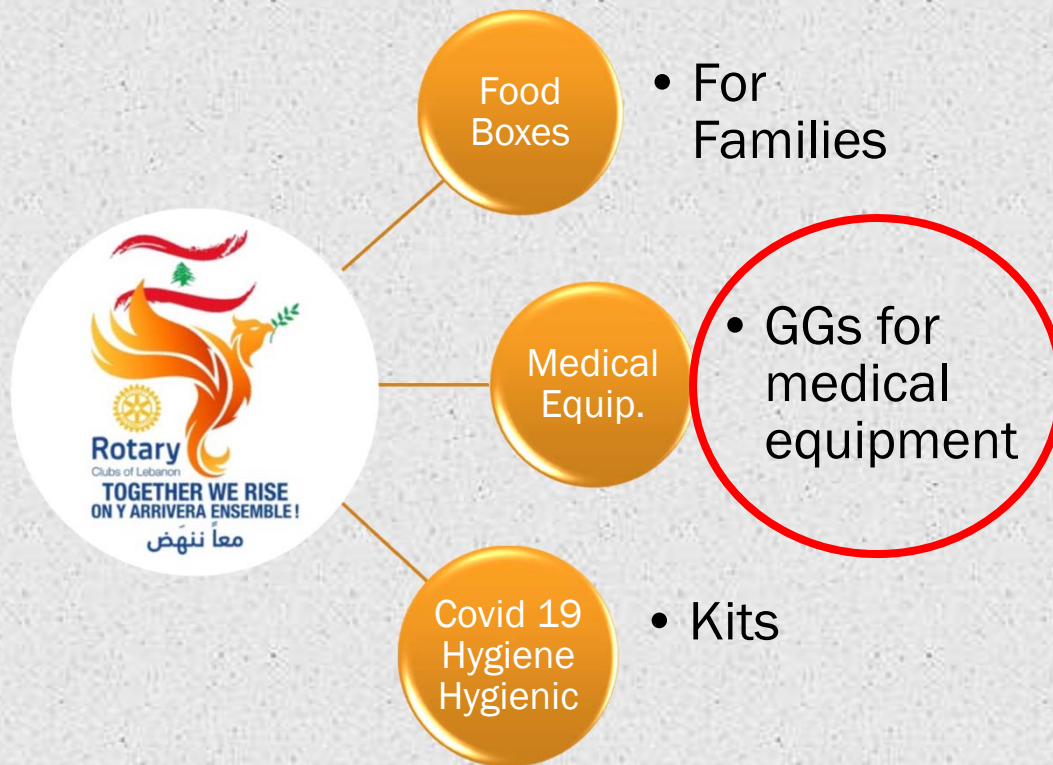 Food
Boxes
• For
Families
Rotary
Clubs of Lebanon
TOGETHER WE RISE
ON Y ARRIVERA ENSEMBLE!
معاً ننهَض
Medical
Equip.
• GGs for
medical
equipment
Covid 19
Hygiene
Hygienic
• Kits